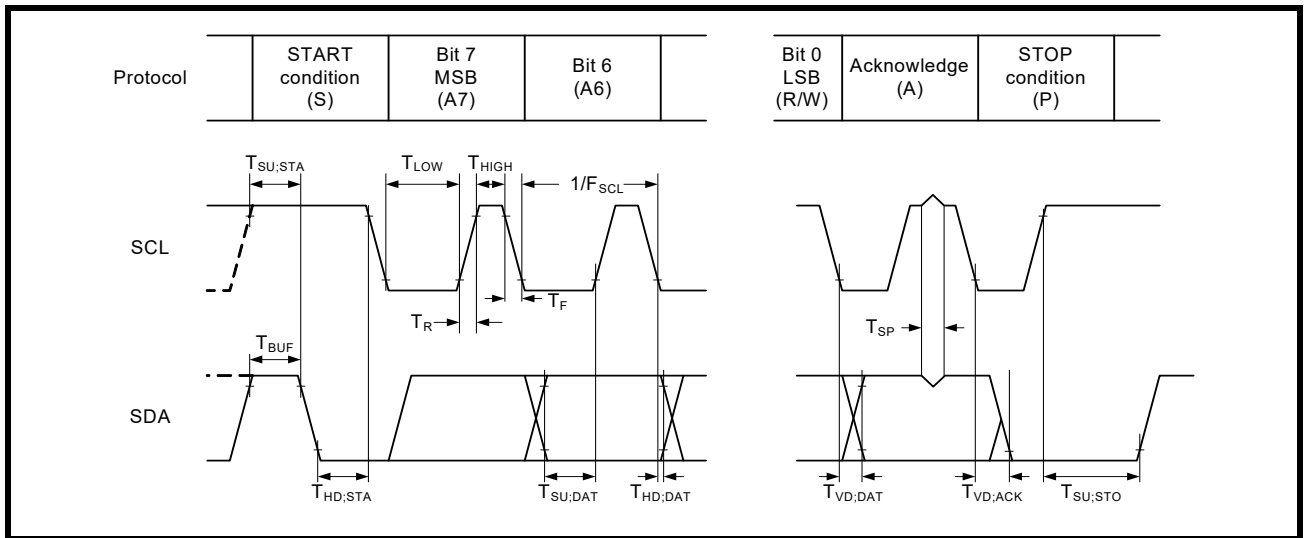 Protocol
START
condition
(S)
Bit 7
MSB
(A7)
Bit 6
(A6)
Bit 0
LSB
(R/W)
Acknowledge
(A)
STOP
condition
(P)
TSU;STA
TLOW
THIGH
1/FSCL
SCL
TF
TR
TSP
TBUF
SDA
THD;STA
TSU;DAT
THD;DAT
TVD;DAT
TVD;ACK
TSU;STO